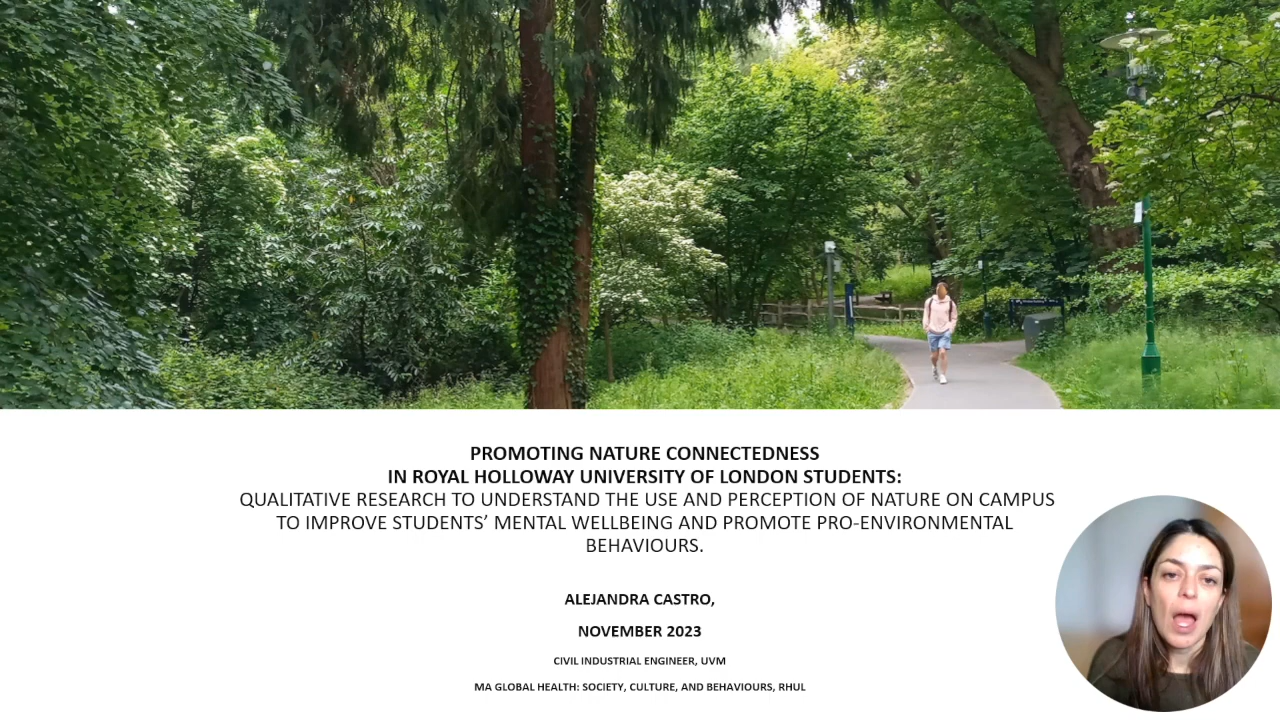 PROMOTING NATURE CONNECTEDNESS
IN ROYAL HOLLOWAY UNIVERSITY OF LONDON STUDENTS:
QUALITATIVE RESEARCH TO UNDERSTAND THE USE AND PERCEPTION OF NATURE ON CAMPUS
TO IMPROVE STUDENTS’ MENTAL WELLBEING AND PROMOTE PRO-ENVIRONMENTAL
BEHAVIOURS.
ALEJANDRA CASTRO,
NOVEMBER 2023
CIVIL INDUSTRIAL ENGINEER, UVM
MA GLOBAL HEALTH: SOCIETY, CULTURE, AND BEHAVIOURS, RHUL